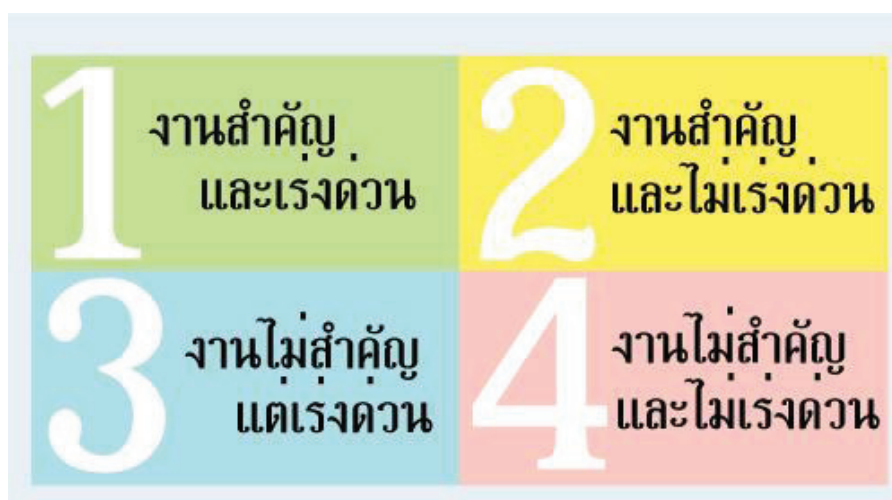 1
งานสำคัญ
และเร่งด่วน
2
งานสำคัญ
และไม่เร่งด่วน
3
งานไม่สำคัญ
แต่เร่งด่วน
4
งานไม่สำคัญ
และไม่เร่งด่วน